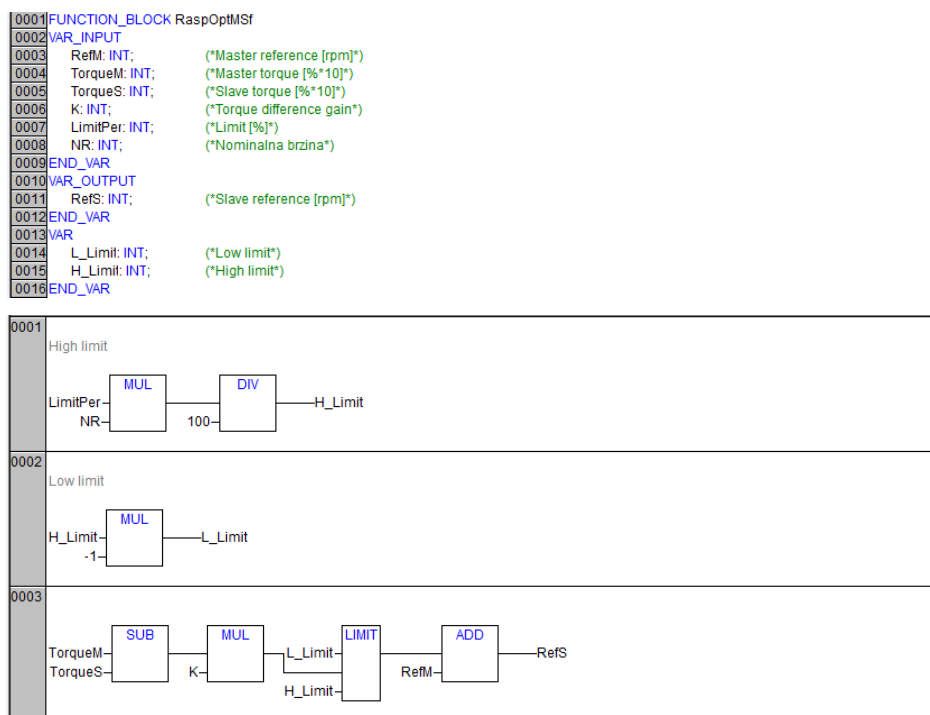 0001 FUNCTION_BLOCK RaspOptMSf
0002 VAR_INPUT
0003 RefM: INT; (*Master reference [rpm]*)
0004 TorqueM: INT; (*Master torque [%*10]*)
0005 TorqueS: INT; (*Slave torque [%*10]*)
0006 K: INT; (*Torque difference gain*)
0007 LimitPer: INT; (*Limit [%]*)
0008 NR: INT; (*Nominalna brzina*)
0009 END_VAR
0010 VAR_OUTPUT
0011 RefS: INT; (*Slave reference [rpm]*)
0012 END_VAR
0013 VAR
0014 L_Limit: INT; (*Low limit*)
0015 H_Limit: INT; (*High limit*)
0016 END_VAR
0001
High limit
MUL DIV
LimitPer H_Limit
NR 100
0002
Low limit
MUL
H_Limit L_Limit
-1
0003
SUB MUL LIMIT ADD
TorqueM L_Limit RefS
TorqueS K RefM
H_Limit